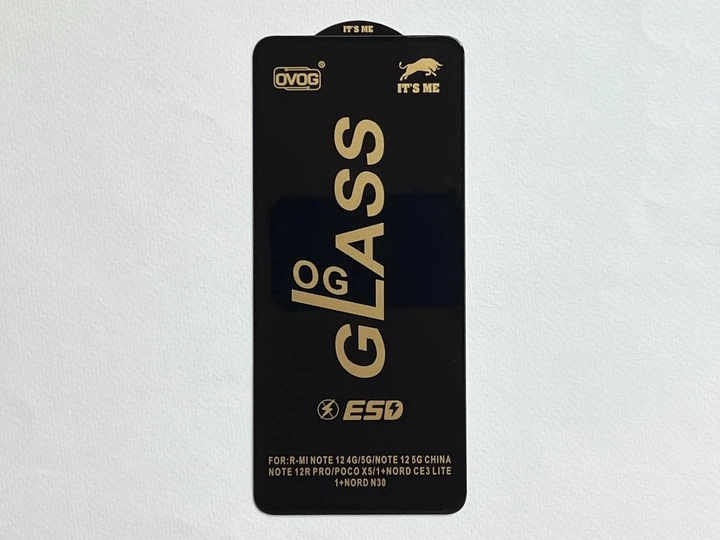 IT'S ME
OVOG®
IT'S ME
OG
GLASS
ESD
FOR:R-MI NOTE 12 4G/5G/NOTE 12 5G CHINA
NOTE 12R PRO/POCO X5/1+NORD CE3 LITE
1+NORD N30